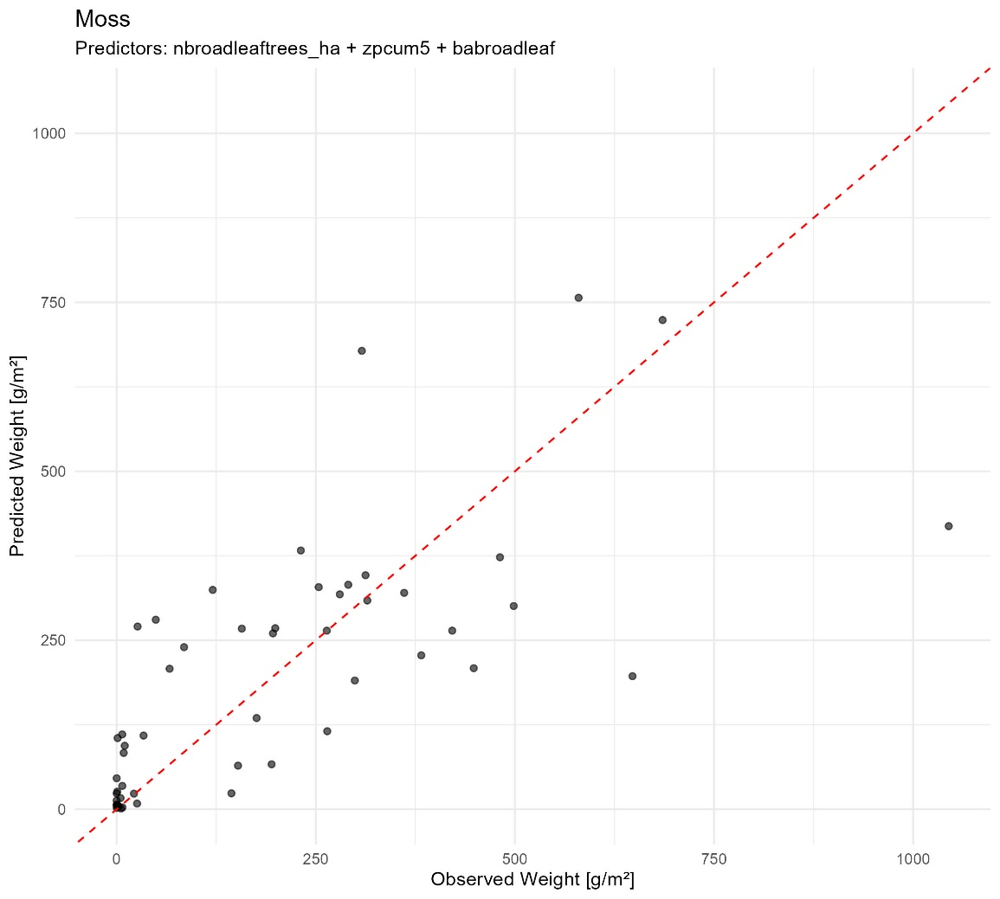 Moss
Predictors: nbroadleaftrees_ha + zpcum5 + babroadleaf
1000
750
500
250
0
Predicted Weight [g/m²]
0 250 500 750 1000
Observed Weight [g/m²]